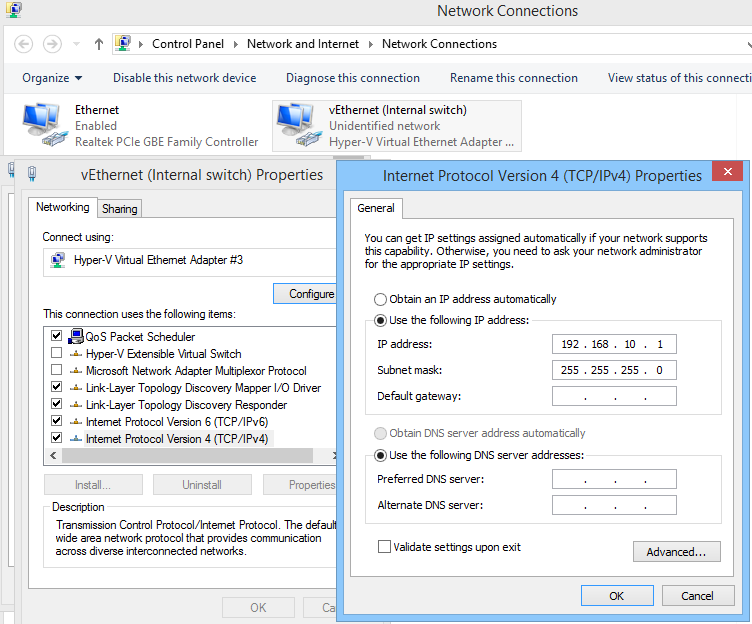 Network Connections
Control Panel
Network and Internet
Network Connections
Organize
Disable this network device
Diagnose this connection
Rename this connection
View status of this connecti
Ethernet
Enabled
Realtek PCIe GBE Family Controller
vEthernet (Internal switch)
Unidentified network
Hyper-V Virtual Ethernet Adapter ...
vEthernet (Internal switch) Properties
Networking
Sharing
Connect using:
Hyper-V Virtual Ethernet Adapter #3
Configure
This connection uses the following items:
QoS Packet Scheduler
Hyper-V Extensible Virtual Switch
Microsoft Network Adapter Multiplexor Protocol
Link-Layer Topology Discovery Mapper I/O Driver
Link-Layer Topology Discovery Responder
Internet Protocol Version 6 (TCP/IPv6)
Internet Protocol Version 4 (TCP/IPv4)
Install...
Uninstall
Properties
Description
Transmission Control Protocol/Internet Protocol. The default
wide area network protocol that provides communication
across diverse interconnected networks.
OK
Ca
Internet Protocol Version 4 (TCP/IPv4) Properties
General
You can get IP settings assigned automatically if your network supports
this capability. Otherwise, you need to ask your network administrator
for the appropriate IP settings.
Obtain an IP address automatically
Use the following IP address:
IP address:
192 . 168 . 10 . 1
Subnet mask:
255 . 255 . 255 . 0
Default gateway:
. . .
Obtain DNS server address automatically
Use the following DNS server addresses:
Preferred DNS server:
. . .
Alternate DNS server:
. . .
Validate settings upon exit
Advanced...
OK
Cancel